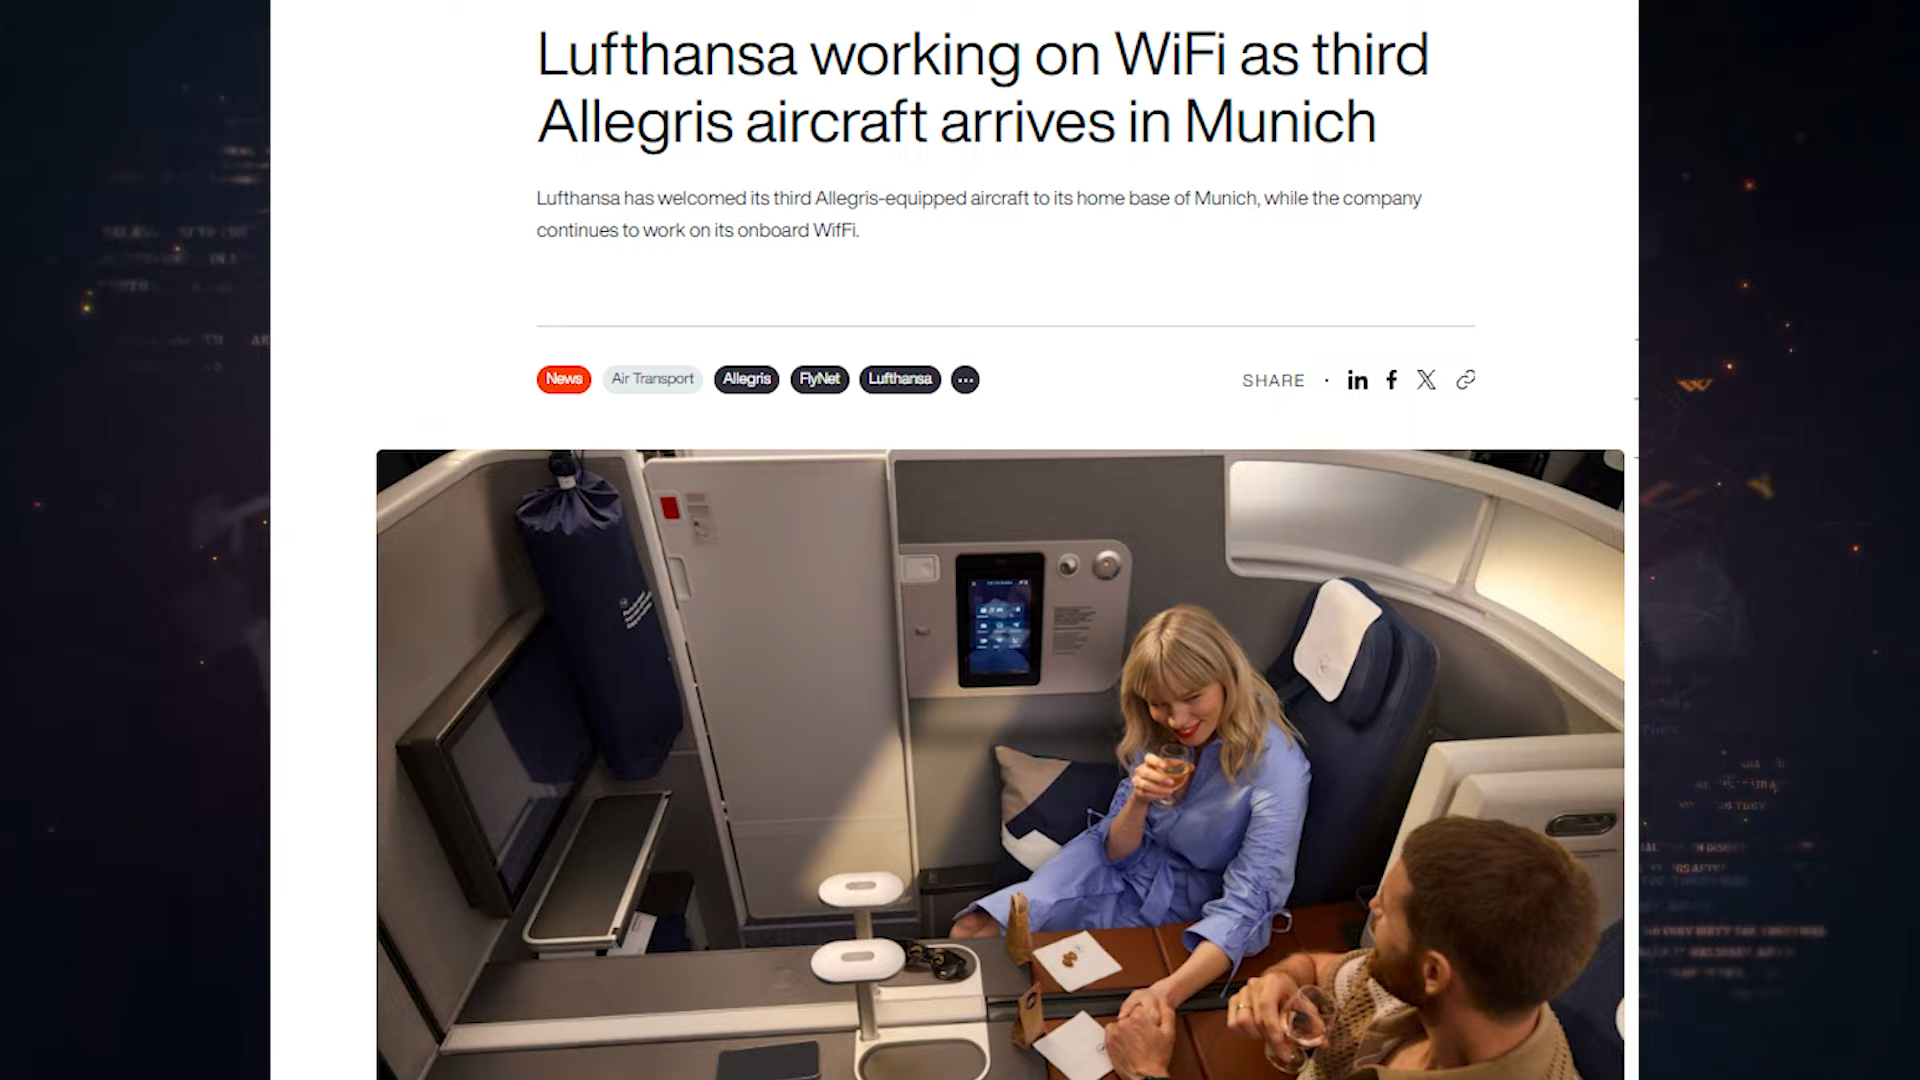 Lufthansa working on WiFi as third
Allegris aircraft arrives in Munich
Lufthansa has welcomed its third Allegris-equipped aircraft to its home base of Munich, while the company
continues to work on its onboard WifFi.
News Air Transport Allegris FlyNet Lufthansa ...
SHARE ·